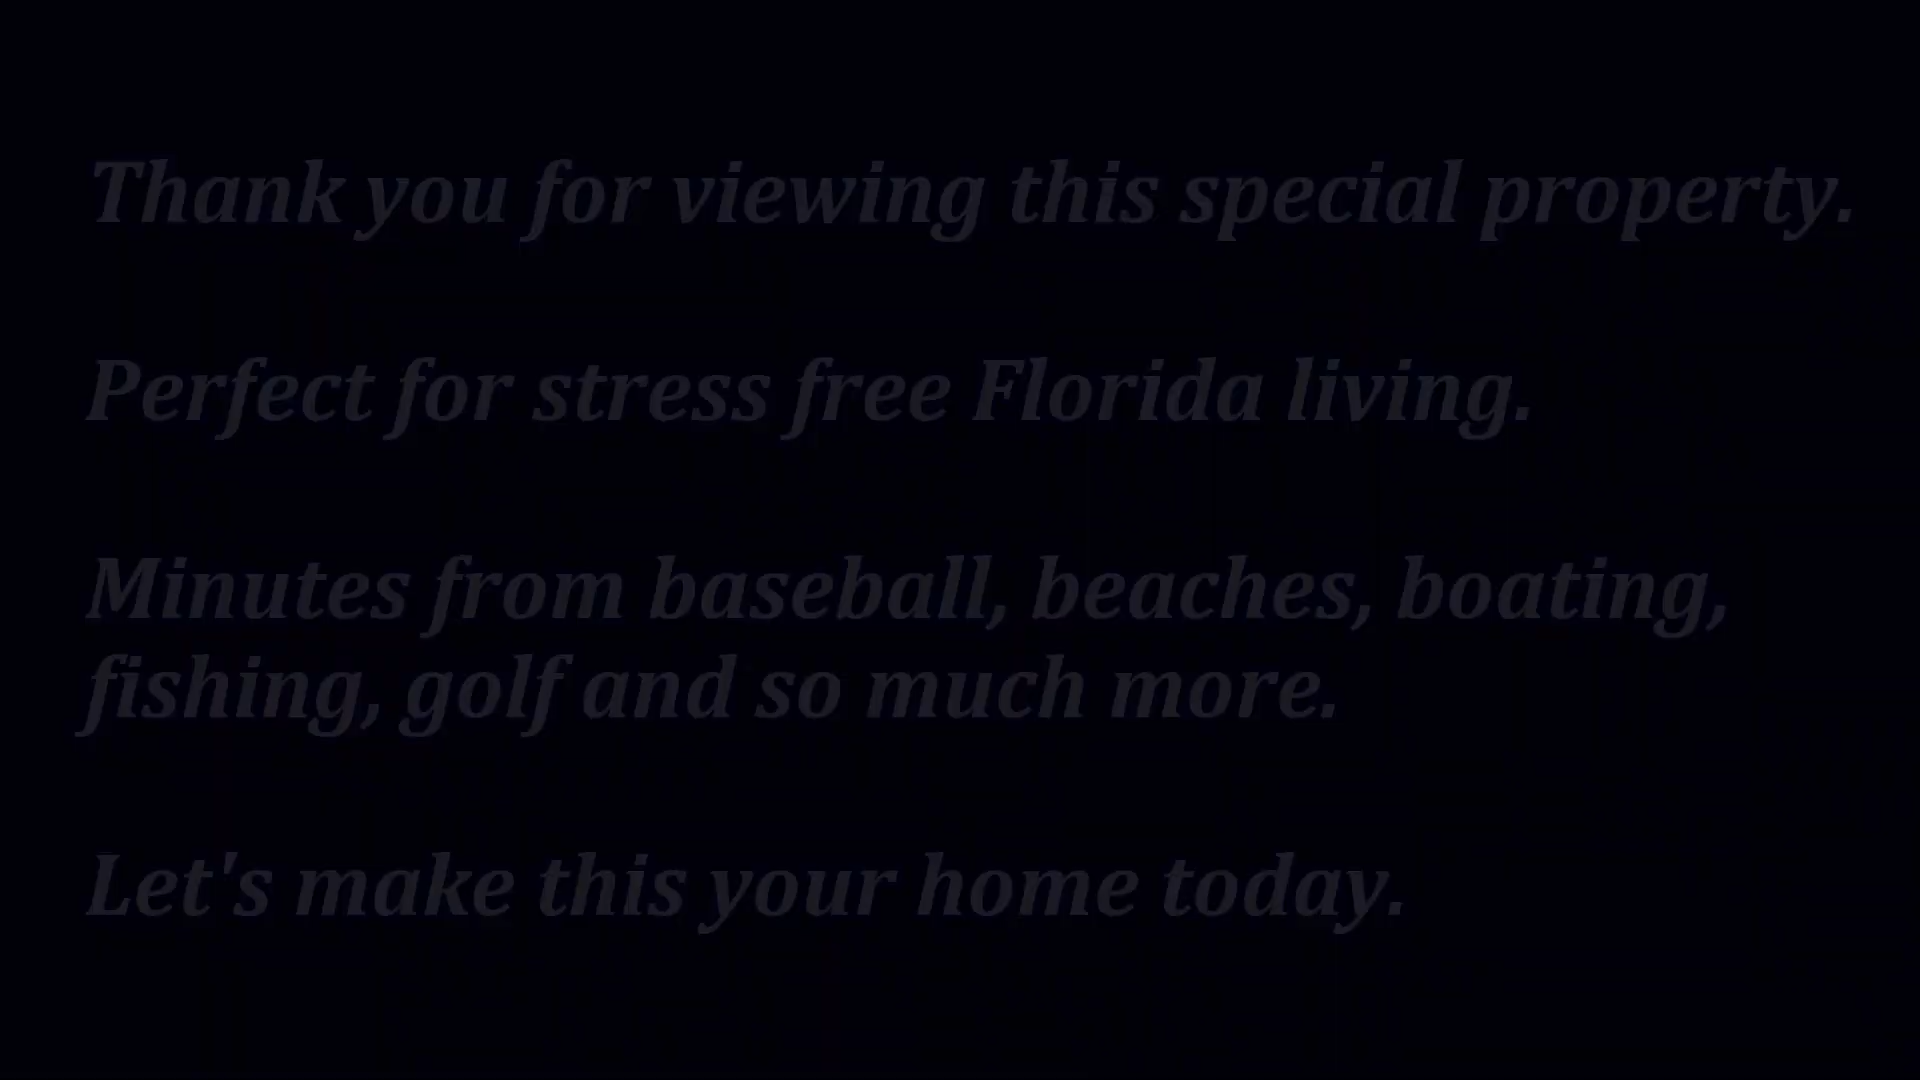 Thank you for viewing this special property.
Perfect for stress free Florida living.
Minutes from baseball, beaches, boating,
fishing, golf and so much more.
Let's make this your home today.